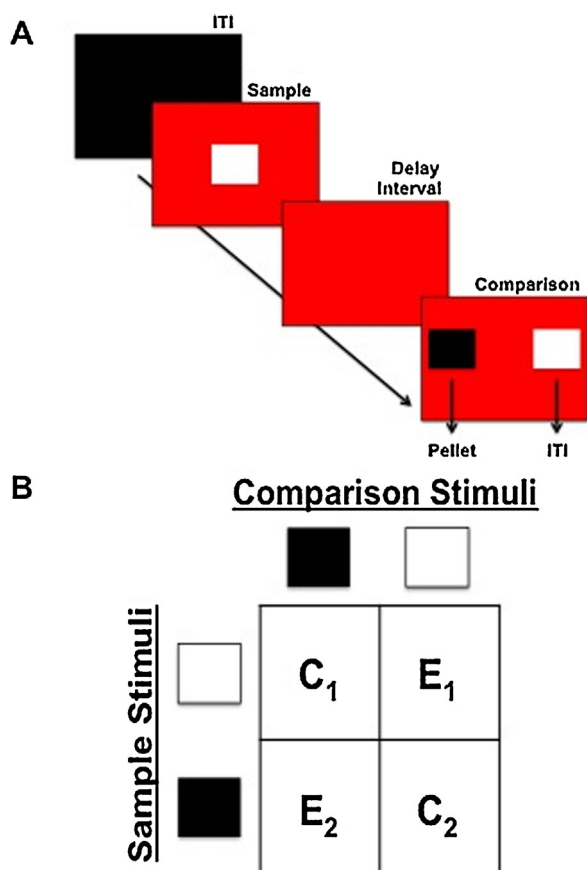 A
ITI
Sample
Delay
Interval
Comparison
Pellet
ITI
B
Comparison Stimuli
Sample Stimuli
C1
E1
E2
C2